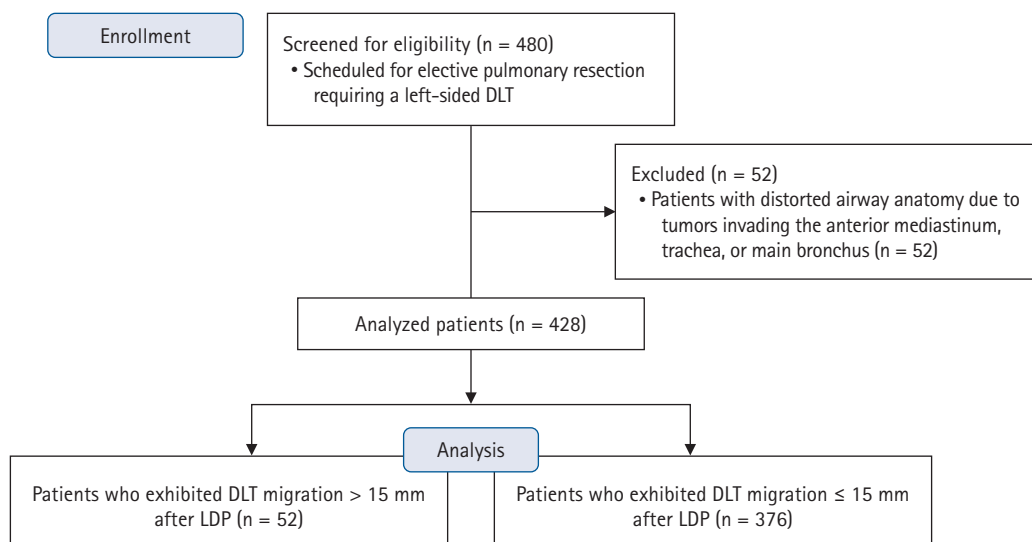 Enrollment
Screened for eligibility (n = 480)
• Scheduled for elective pulmonary resection
requiring a left-sided DLT
Excluded (n = 52)
• Patients with distorted airway anatomy due to
tumors invading the anterior mediastinum,
trachea, or main bronchus (n = 52)
Analyzed patients (n = 428)
Analysis
Patients who exhibited DLT migration > 15 mm
after LDP (n = 52)
Patients who exhibited DLT migration ≤ 15 mm
after LDP (n = 376)